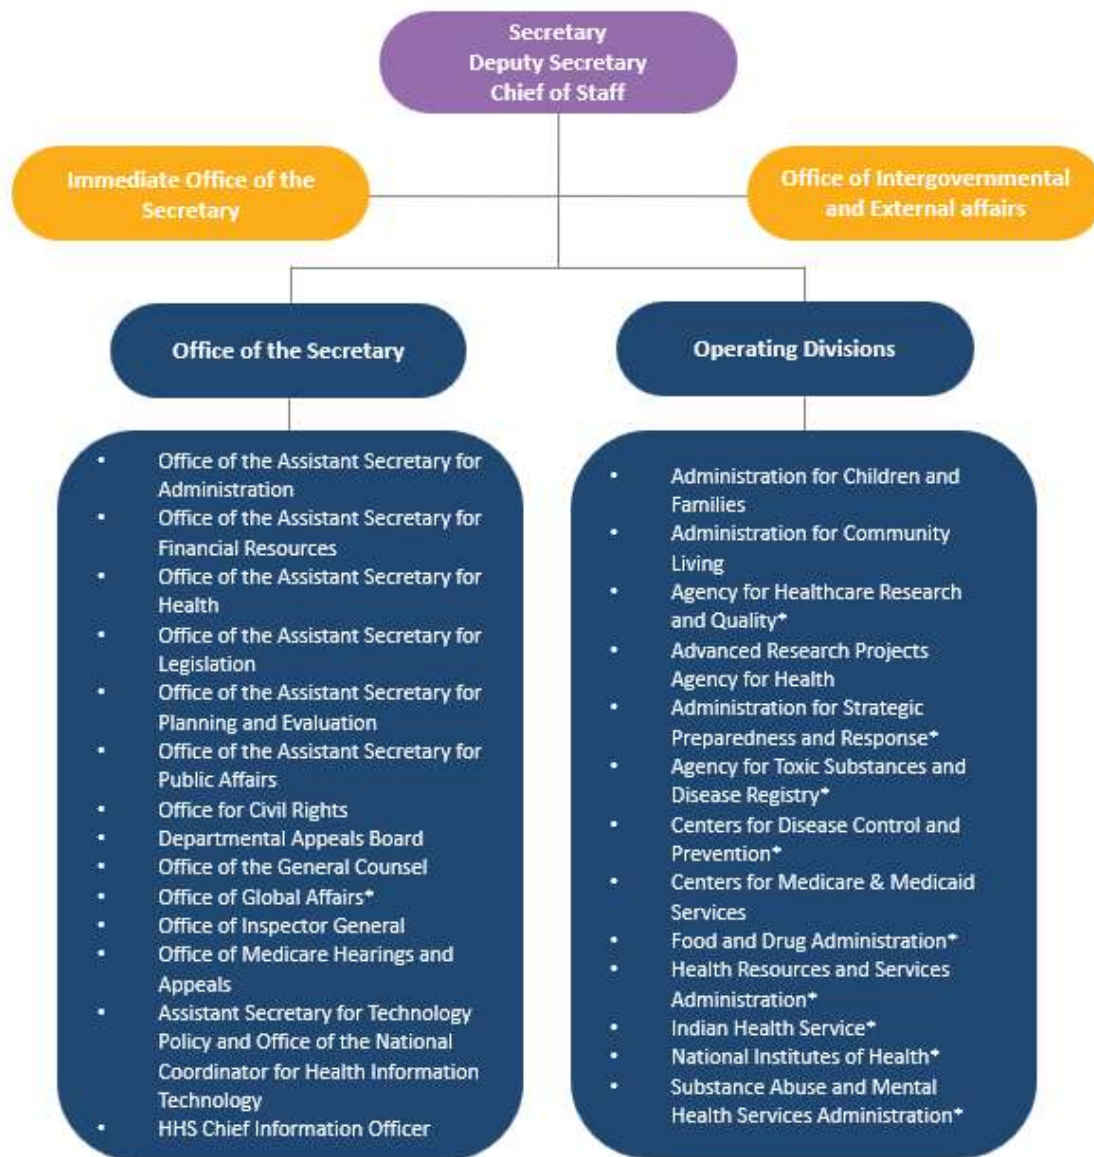 Secretary
Deputy Secretary
Chief of Staff
Immediate Office of the
Secretary
Office of Intergovernmental
and External affairs
Office of the Secretary
Operating Divisions
• Office of the Assistant Secretary for
Administration
• Office of the Assistant Secretary for
Financial Resources
• Office of the Assistant Secretary for
Health
• Office of the Assistant Secretary for
Legislation
• Office of the Assistant Secretary for
Planning and Evaluation
• Office of the Assistant Secretary for
Public Affairs
• Office for Civil Rights
• Departmental Appeals Board
• Office of the General Counsel
• Office of Global Affairs*
• Office of Inspector General
• Office of Medicare Hearings and
Appeals
• Assistant Secretary for Technology
Policy and Office of the National
Coordinator for Health Information
Technology
• HHS Chief Information Officer
• Administration for Children and
Families
• Administration for Community
Living
• Agency for Healthcare Research
and Quality*
• Advanced Research Projects
Agency for Health
• Administration for Strategic
Preparedness and Response*
• Agency for Toxic Substances and
Disease Registry*
• Centers for Disease Control and
Prevention*
• Centers for Medicare & Medicaid
Services
• Food and Drug Administration*
• Health Resources and Services
Administration*
• Indian Health Service*
• National Institutes of Health*
• Substance Abuse and Mental
Health Services Administration*